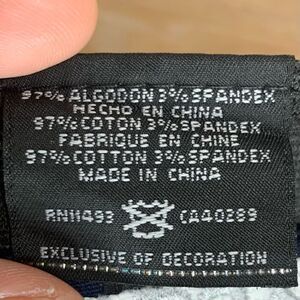 97% ALGODON 3% SPANDEX
HECHO EN CHINA
97% COTON 3% SPANDEX
FABRIQUE EN CHINE
97% COTTON 3% SPANDEX
MADE IN CHINA
RN11493 CA40289
EXCLUSIVE OF DECORATION